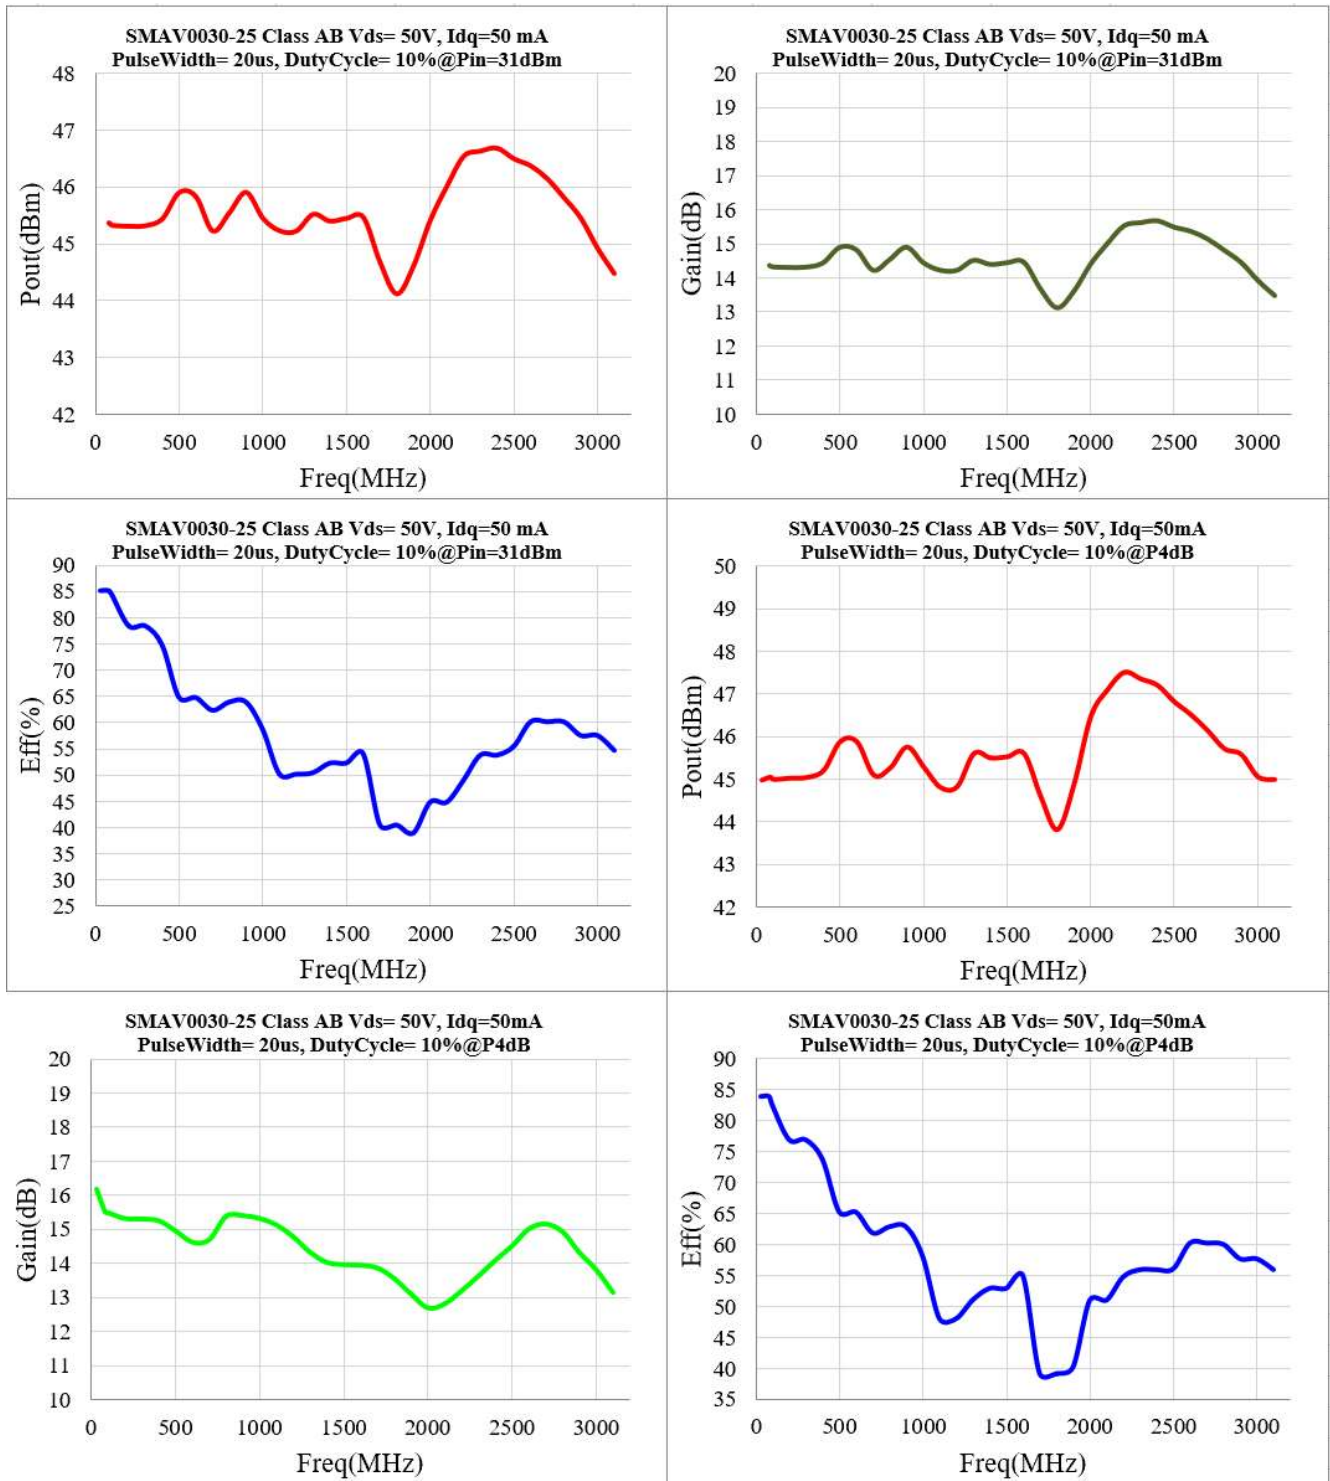 SMAV0030-25 Class AB Vds= 50V, Idq=50 mA
PulseWidth= 20us, DutyCycle= 10%@Pin=31dBm
48
47
46
45
44
43
42
Pout(dBm)
0 500 1000 1500 2000 2500 3000
Freq(MHz)
SMAV0030-25 Class AB Vds= 50V, Idq=50 mA
PulseWidth= 20us, DutyCycle= 10%@Pin=31dBm
20
19
18
17
16
15
14
13
12
11
10
Gain(dB)
0 500 1000 1500 2000 2500 3000
Freq(MHz)
SMAV0030-25 Class AB Vds= 50V, Idq=50 mA
PulseWidth= 20us, DutyCycle= 10%@Pin=31dBm
90
85
80
75
70
65
60
55
50
45
40
35
30
25
Eff(%)
0 500 1000 1500 2000 2500 3000
Freq(MHz)
SMAV0030-25 Class AB Vds= 50V, Idq=50mA
PulseWidth= 20us, DutyCycle= 10%@P4dB
50
49
48
47
46
45
44
43
42
Pout(dBm)
0 500 1000 1500 2000 2500 3000
Freq(MHz)
SMAV0030-25 Class AB Vds= 50V, Idq=50mA
PulseWidth= 20us, DutyCycle= 10%@P4dB
20
19
18
17
16
15
14
13
12
11
10
Gain(dB)
0 500 1000 1500 2000 2500 3000
Freq(MHz)
SMAV0030-25 Class AB Vds= 50V, Idq=50mA
PulseWidth= 20us, DutyCycle= 10%@P4dB
90
85
80
75
70
65
60
55
50
45
40
35
Eff(%)
0 500 1000 1500 2000 2500 3000
Freq(MHz)